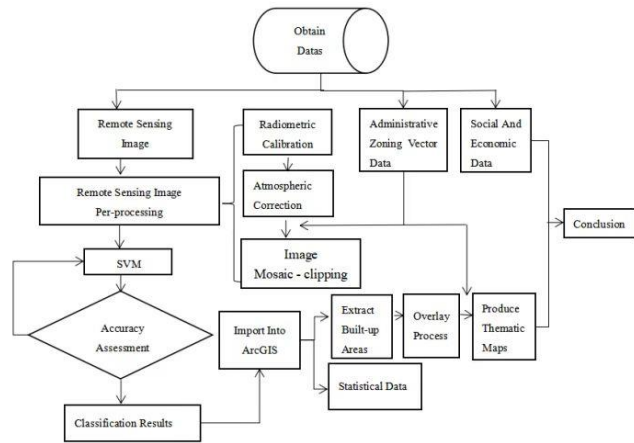 Obtain
Datas
Remote Sensing
Image
Radiometric
Calibration
Administrative
Zoning Vector
Data
Social And
Economic
Data
Remote Sensing Image
Per-processing
Atmospheric
Correction
Conclusion
Image
Mosaic - clipping
SVM
Accuracy
Assessment
Import Into
ArcGIS
Extract
Built-up
Areas
Overlay
Process
Produce
Thematic
Maps
Statistical Data
Classification Results